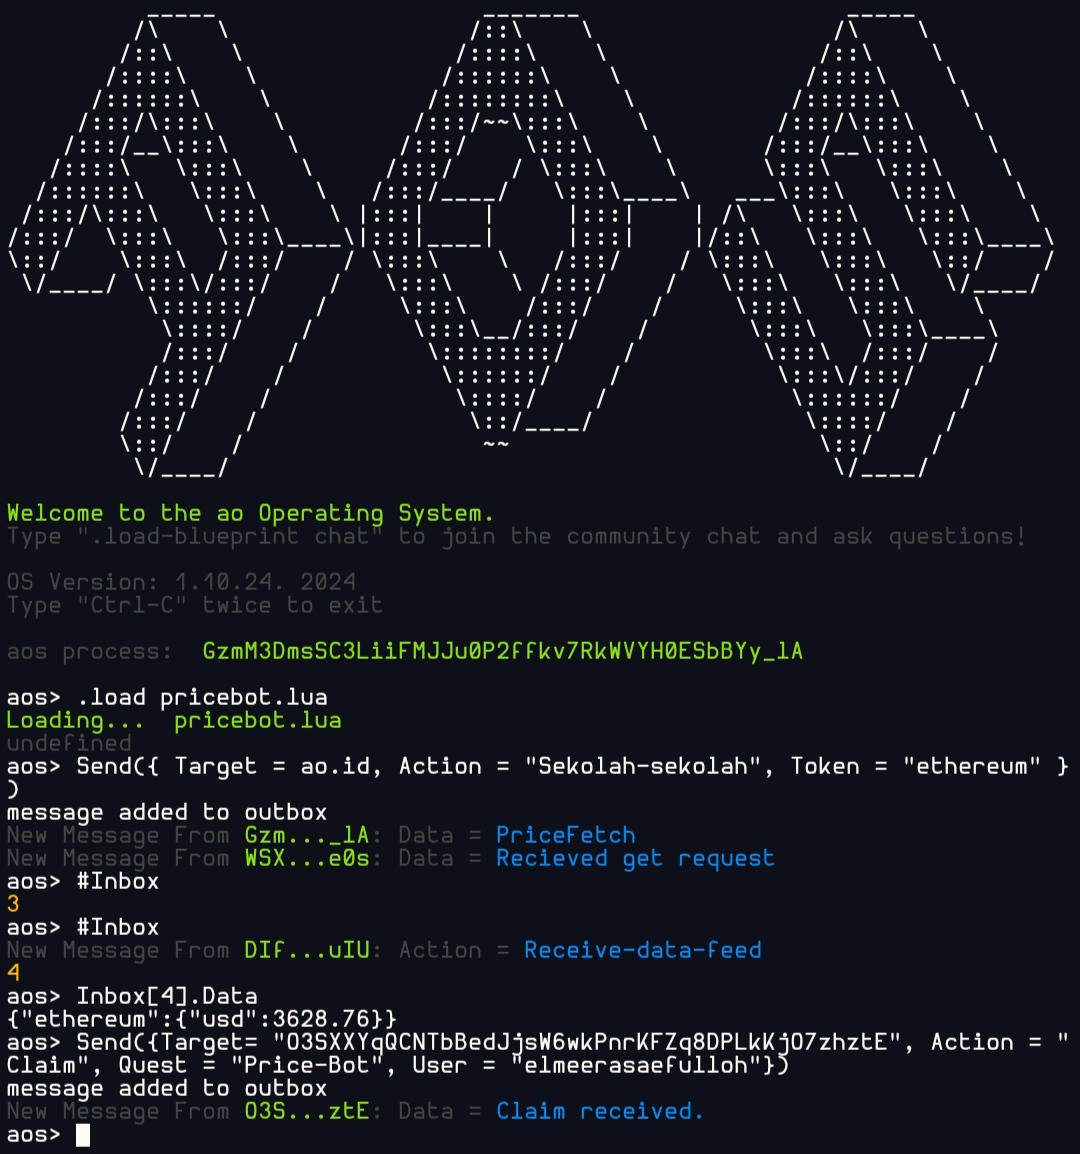 Welcome to the ao Operating System.
Type ".load-blueprint chat" to join the community chat and ask questions!
OS Version: 1.10.24. 2024
Type "Ctrl-C" twice to exit
aos process:  GzmM3DmsSC3LiiFMJJu0P2ffkv7RkWVYH0ESbBYy_lA
aos> .load pricebot.lua
Loading...  pricebot.lua
undefined
aos> Send({ Target = ao.id, Action = "Sekolah-sekolah", Token = "ethereum" }
)
message added to outbox
New Message From Gzm..._lA: Data = PriceFetch
New Message From WSX...e0s: Data = Recieved get request
aos> #Inbox
3
aos> #Inbox
New Message From DIf...uIU: Action = Receive-data-feed
4
aos> Inbox[4].Data
{"ethereum":{"usd":3628.76}}
aos> Send({Target= "O3SXXYqQCNTbBedJjsW6wkPnrKFZq8DPLkKjO7zhztE", Action = "
Claim", Quest = "Price-Bot", User = "elmeerasaefulloh"})
message added to outbox
New Message From O3S...ztE: Data = Claim received.
aos>